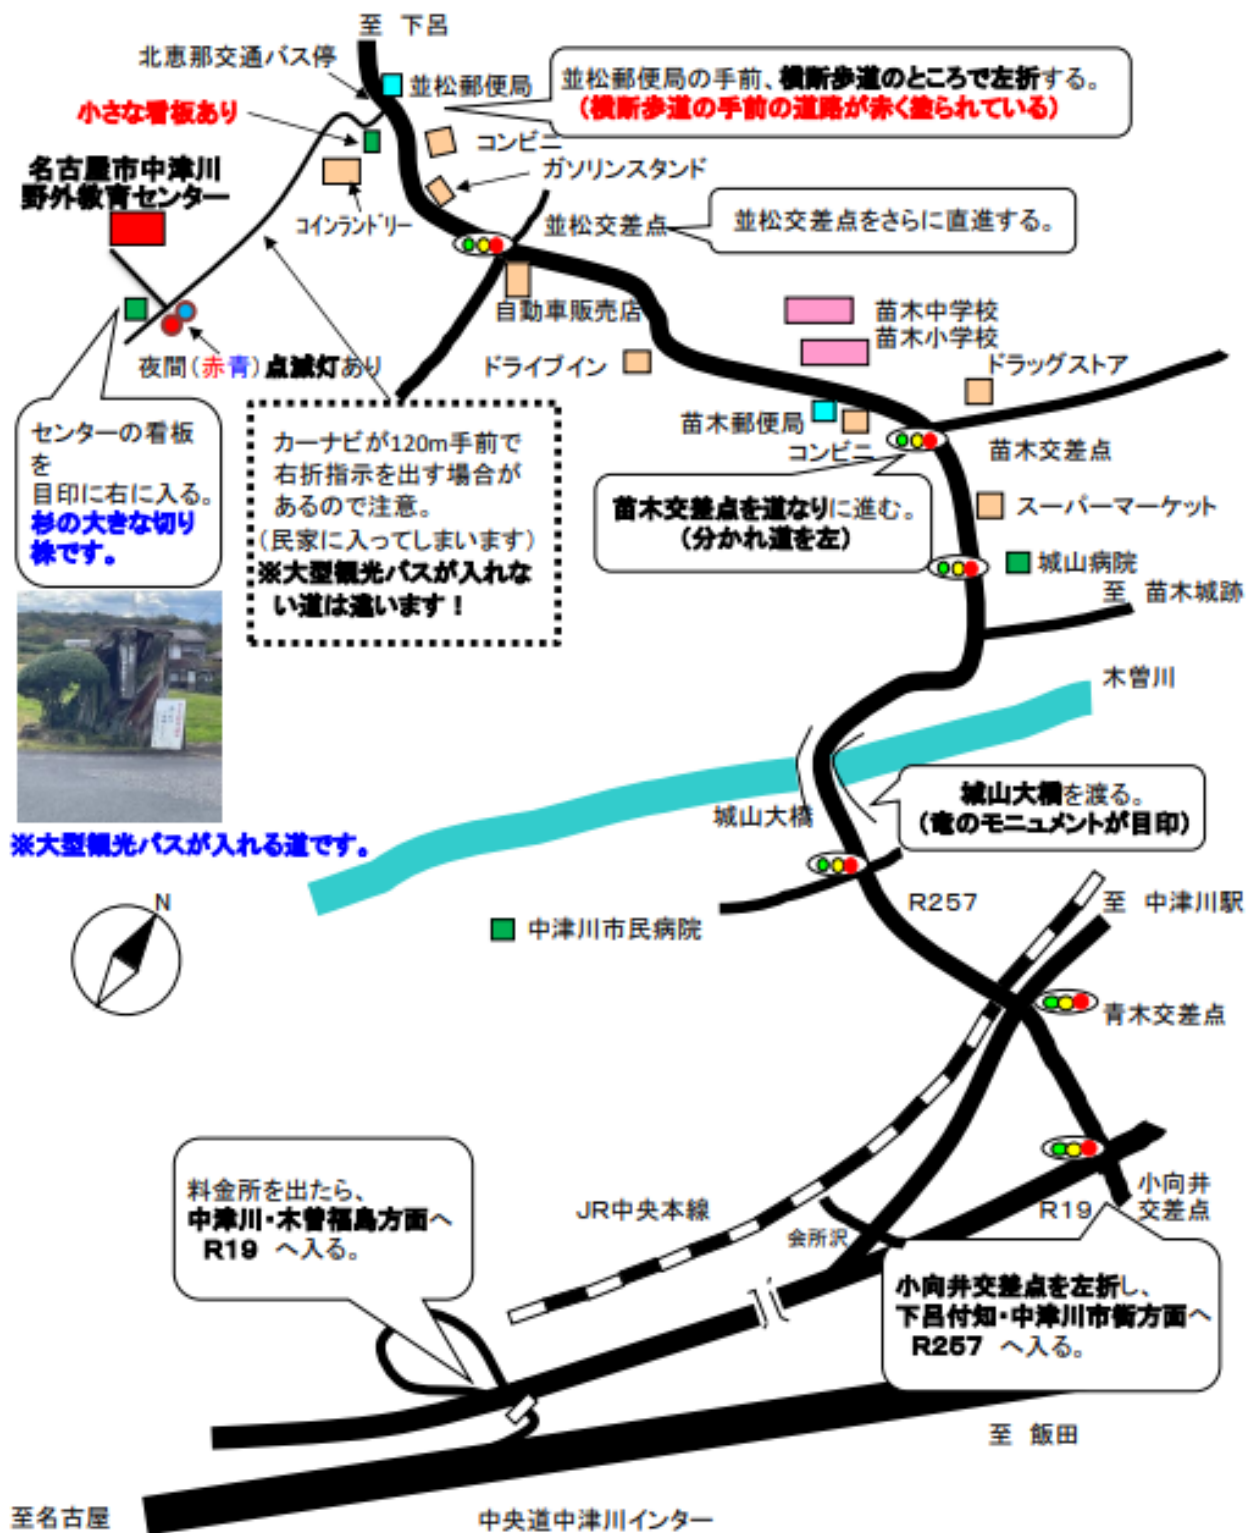 至 下呂
北恵那交通バス停
並松郵便局
並松郵便局の手前、横断歩道のところで左折する。
(横断歩道の手前の道路が赤く塗られている)
小さな看板あり
コンビニ
ガソリンスタンド
名古屋市中津川
野外教育センター
コインランドリー
並松交差点
並松交差点をさらに直進する。
自動車販売店
苗木中学校
苗木小学校
ドライブイン
ドラッグストア
夜間(赤青)点滅灯あり
苗木郵便局
コンビニ
苗木交差点
センターの看板
を
目印に右に入る。
杉の大きな切り
株です。
カーナビが120m手前で
右折指示を出す場合が
あるので注意。
(民家に入ってしまいます)
※大型観光バスが入れな
い道は違います!
苗木交差点を道なりに進む。
(分かれ道を左)
スーパーマーケット
城山病院
至 苗木城跡
木曽川
城山大橋
城山大橋を渡る。
(竜のモニュメントが目印)
※大型観光バスが入れる道です。
N
R257
至 中津川駅
中津川市民病院
青木交差点
料金所を出たら、
中津川・木曽福島方面へ
R19 へ入る。
JR中央本線
会所沢
R19
小向井
交差点
小向井交差点を左折し、
下呂付知・中津川市街方面へ
R257 へ入る。
至 飯田
至名古屋
中央道中津川インター